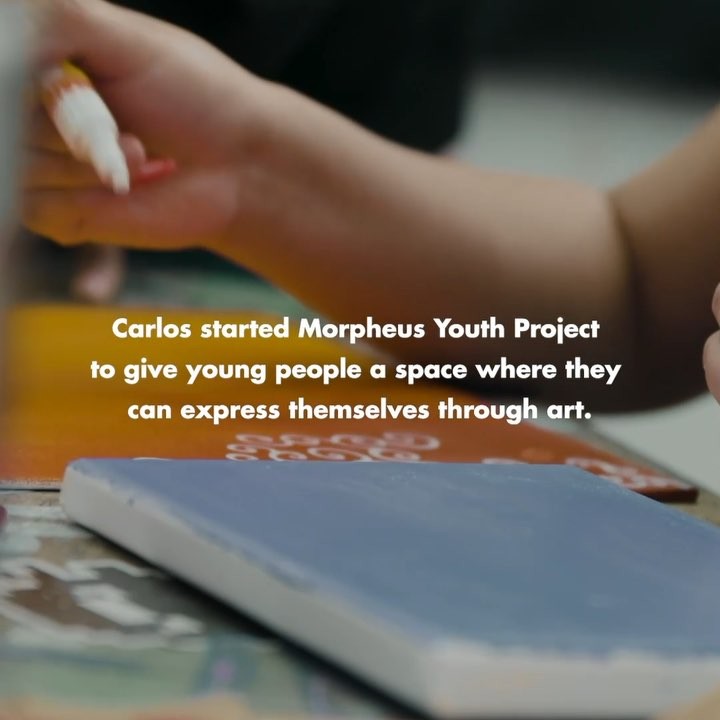 Carlos started Morpheus Youth Project
to give young people a space where they
can express themselves through art.